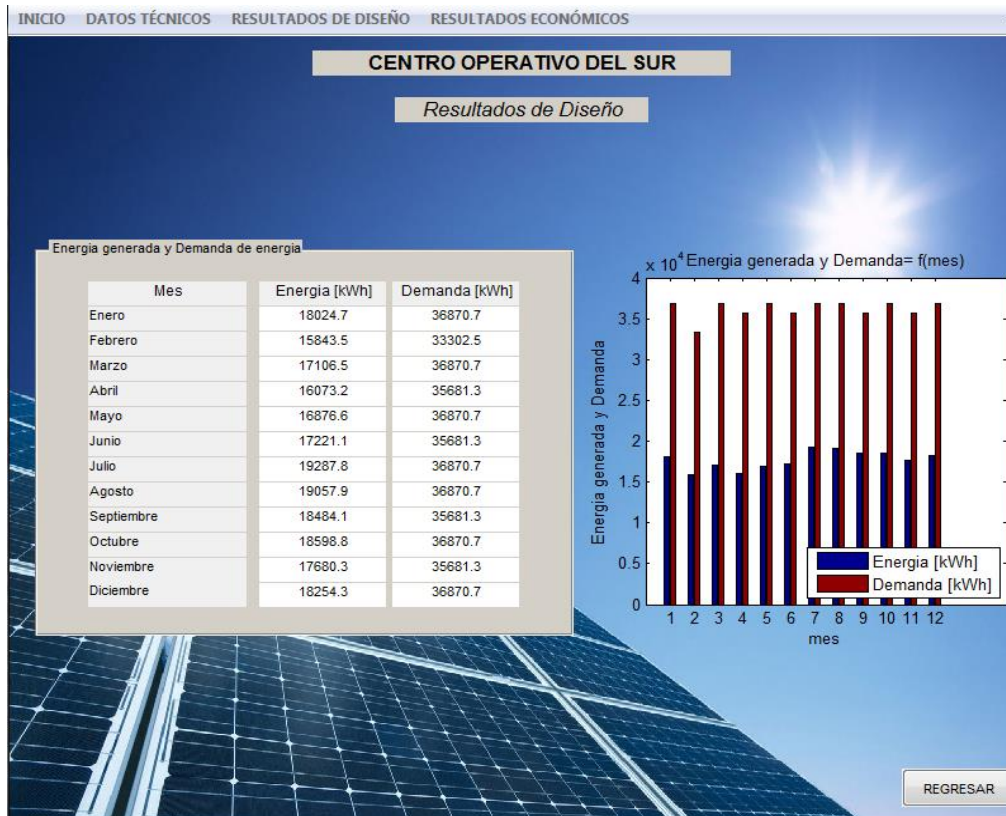 INICIO DATOS TÉCNICOS RESULTADOS DE DISEÑO RESULTADOS ECONÓMICOS
CENTRO OPERATIVO DEL SUR
Resultados de Diseño
Energia generada y Demanda de energia
Mes Energia [kWh] Demanda [kWh]
Enero 18024.7 36870.7
Febrero 15843.5 33302.5
Marzo 17106.5 36870.7
Abril 16073.2 35681.3
Mayo 16876.6 36870.7
Junio 17221.1 35681.3
Julio 19287.8 36870.7
Agosto 19057.9 36870.7
Septiembre 18484.1 35681.3
Octubre 18598.8 36870.7
Noviembre 17680.3 35681.3
Diciembre 18254.3 36870.7
x 10⁴ Energia generada y Demanda= f(mes)
Energia generada y Demanda
4
3.5
3
2.5
2
1.5
1
0.5
0
1 2 3 4 5 6 7 8 9 10 11 12
mes
Energia [kWh]
Demanda [kWh]
REGRESAR